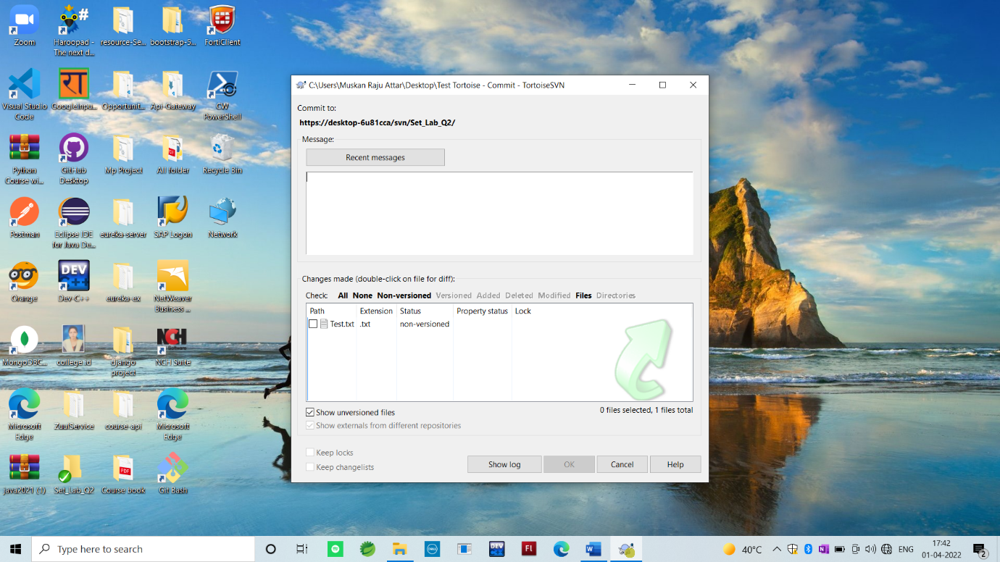 Zoom
Haroopad -
The next d...
resource-Se...
bootstrap-5...
FortiClient
Visual Studio
Code
GoogleInpu...
Opportunit...
Api-Gateway
CW
PowerShell
Python
Course wi...
GitHub
Desktop
Mp Project
All folder
Recycle Bin
Postman
Eclipse IDE
for Java De...
eureka-server
SAP Logon
Network
Orange
DEV
C++
Dev-C++
eureka-ex
NetWeaver
Business ...
MongoDBC...
college id
django
project
NCH
Software
NCH Suite
Microsoft
Edge
ZuulService
course-api
Microsoft
Edge
java2021 (1)
Set_Lab_Q2
PDF
Course book
Git Bash
C:\Users\Muskan Raju Attar\Desktop\Test Tortoise - Commit - TortoiseSVN
Commit to:
https://desktop-6u81cca/svn/Set_Lab_Q2/
Message:
Recent messages
Changes made (double-click on file for diff):
Check: All None Non-versioned Versioned Added Deleted Modified Files Directories
Path Extension Status Property status Lock
Test.txt .txt non-versioned
Show unversioned files
0 files selected, 1 files total
Show externals from different repositories
Keep locks
Keep changelists
Show log OK Cancel Help
Type here to search
DELL
DEV
Fl
W
40°C
ENG
17:42
01-04-2022
2